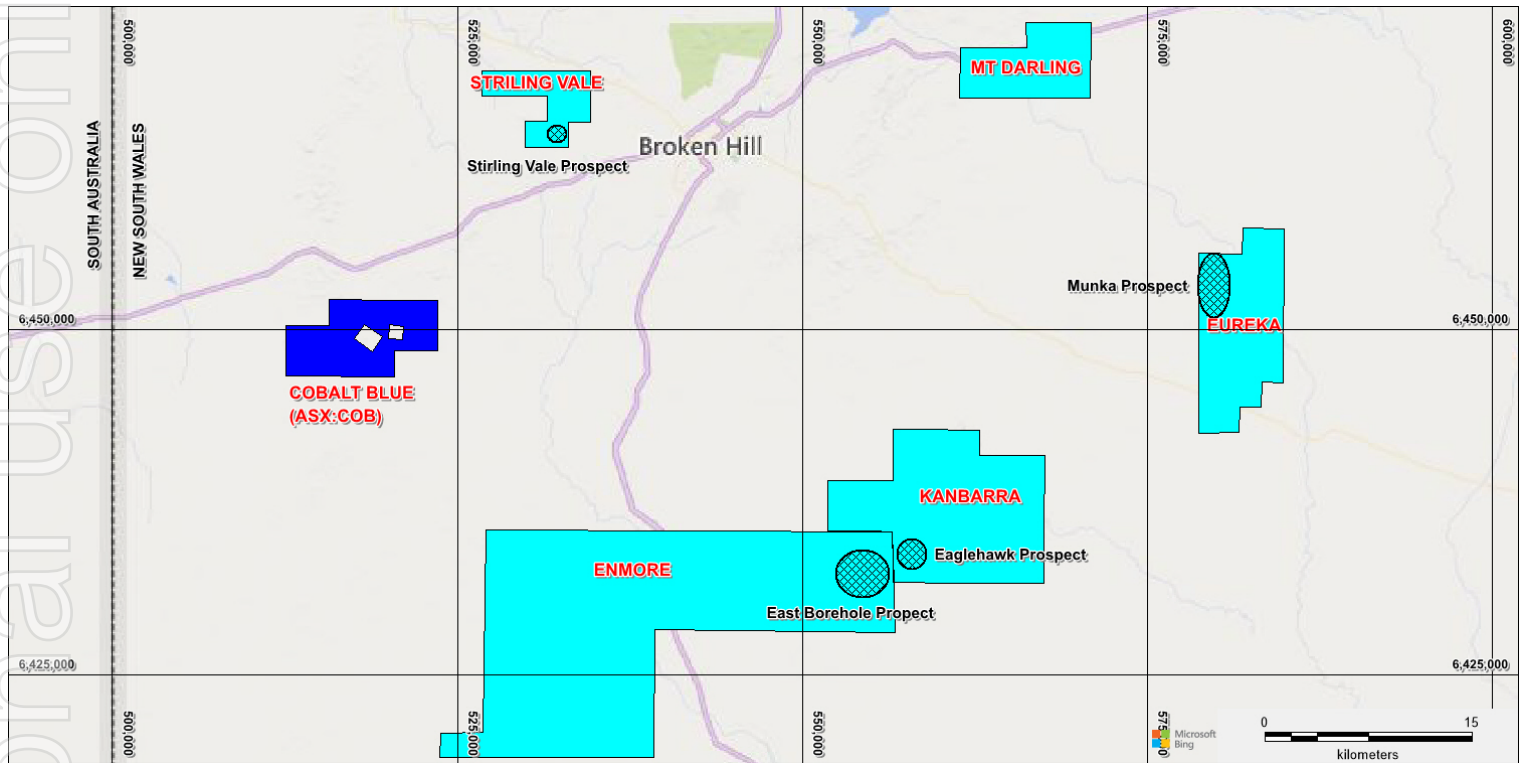 500,000
525,000
550,000
575,000
600,000
STRILING VALE
MT DARLING
Broken Hill
Stirling Vale Prospect
SOUTH AUSTRALIA
NEW SOUTH WALES
Munka Prospect
6,450,000
EUREKA
6,450,000
COBALT BLUE
(ASX:COB)
KANBARRA
Eaglehawk Prospect
ENMORE
East Borehole Propect
6,425,000
6,425,000
500,000
525,000
550,000
Microsoft
Bing
0
15
kilometers